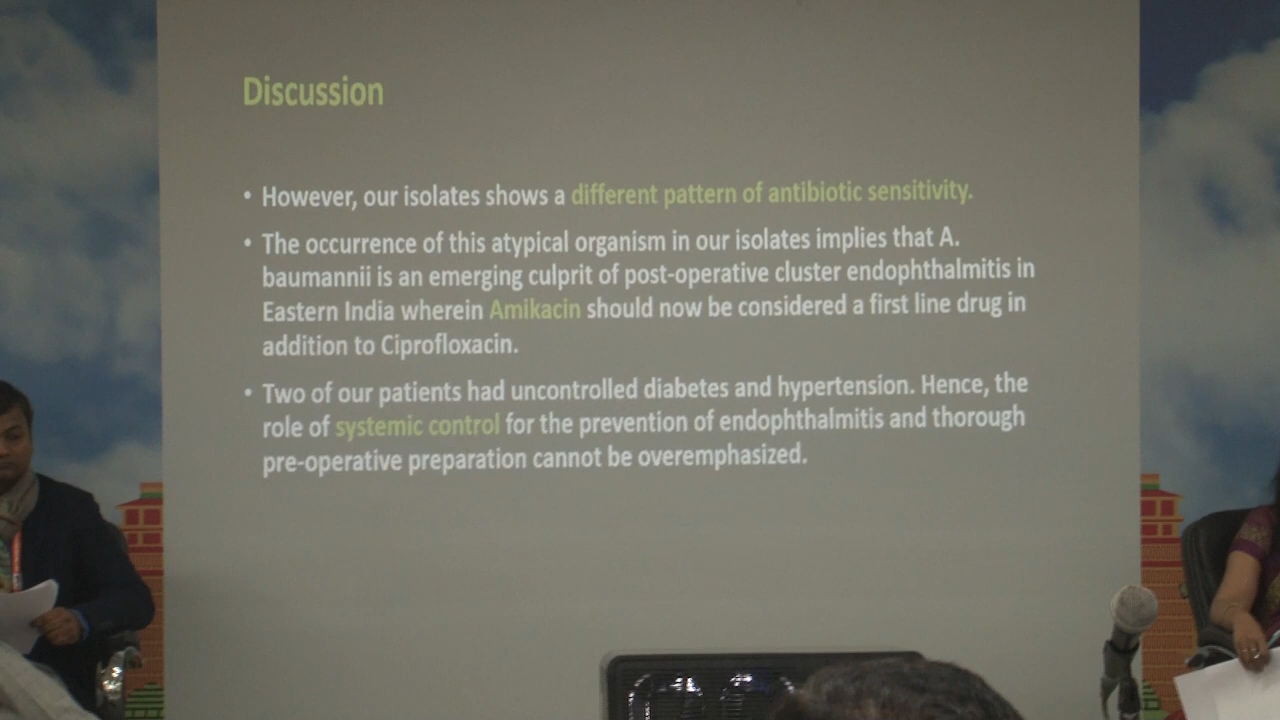 Discussion
• However, our isolates shows a different pattern of antibiotic sensitivity.
• The occurrence of this atypical organism in our isolates implies that A.
baumannii is an emerging culprit of post-operative cluster endophthalmitis in
Eastern India wherein Amikacin should now be considered a first line drug in
addition to Ciprofloxacin.
• Two of our patients had uncontrolled diabetes and hypertension. Hence, the
role of systemic control for the prevention of endophthalmitis and thorough
pre-operative preparation cannot be overemphasized.